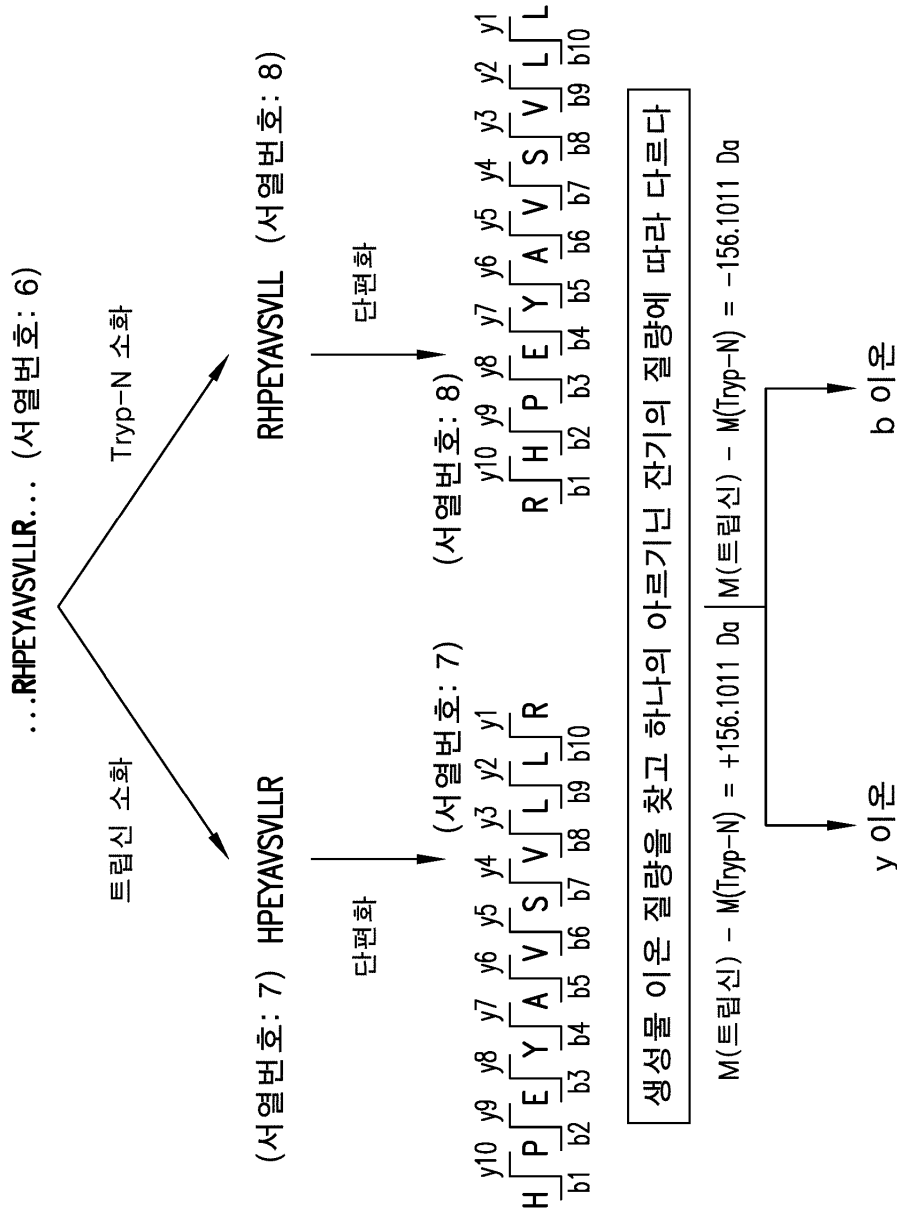 ...RHPEYAVSVLLR... (서열번호: 6)
트립신 소화
Tryp-N 소화
(서열번호: 7) HPEYAVSVLLR
RHPEYAVSVLL (서열번호: 8)
단편화
단편화
(서열번호: 7)
(서열번호: 8)
y10 y9 y8 y7 y6 y5 y4 y3 y2 y1
H P E Y A V S V L L R
b1 b2 b3 b4 b5 b6 b7 b8 b9 b10
y10 y9 y8 y7 y6 y5 y4 y3 y2 y1
R H P E Y A V S V L L
b1 b2 b3 b4 b5 b6 b7 b8 b9 b10
생성물 이온 질량을 찾고 하나의 아르기닌 잔기의 질량에 따라 다르다
M(트립신) - M(Tryp-N) = +156.1011 Da
M(트립신) - M(Tryp-N) = -156.1011 Da
y 이온
b 이온